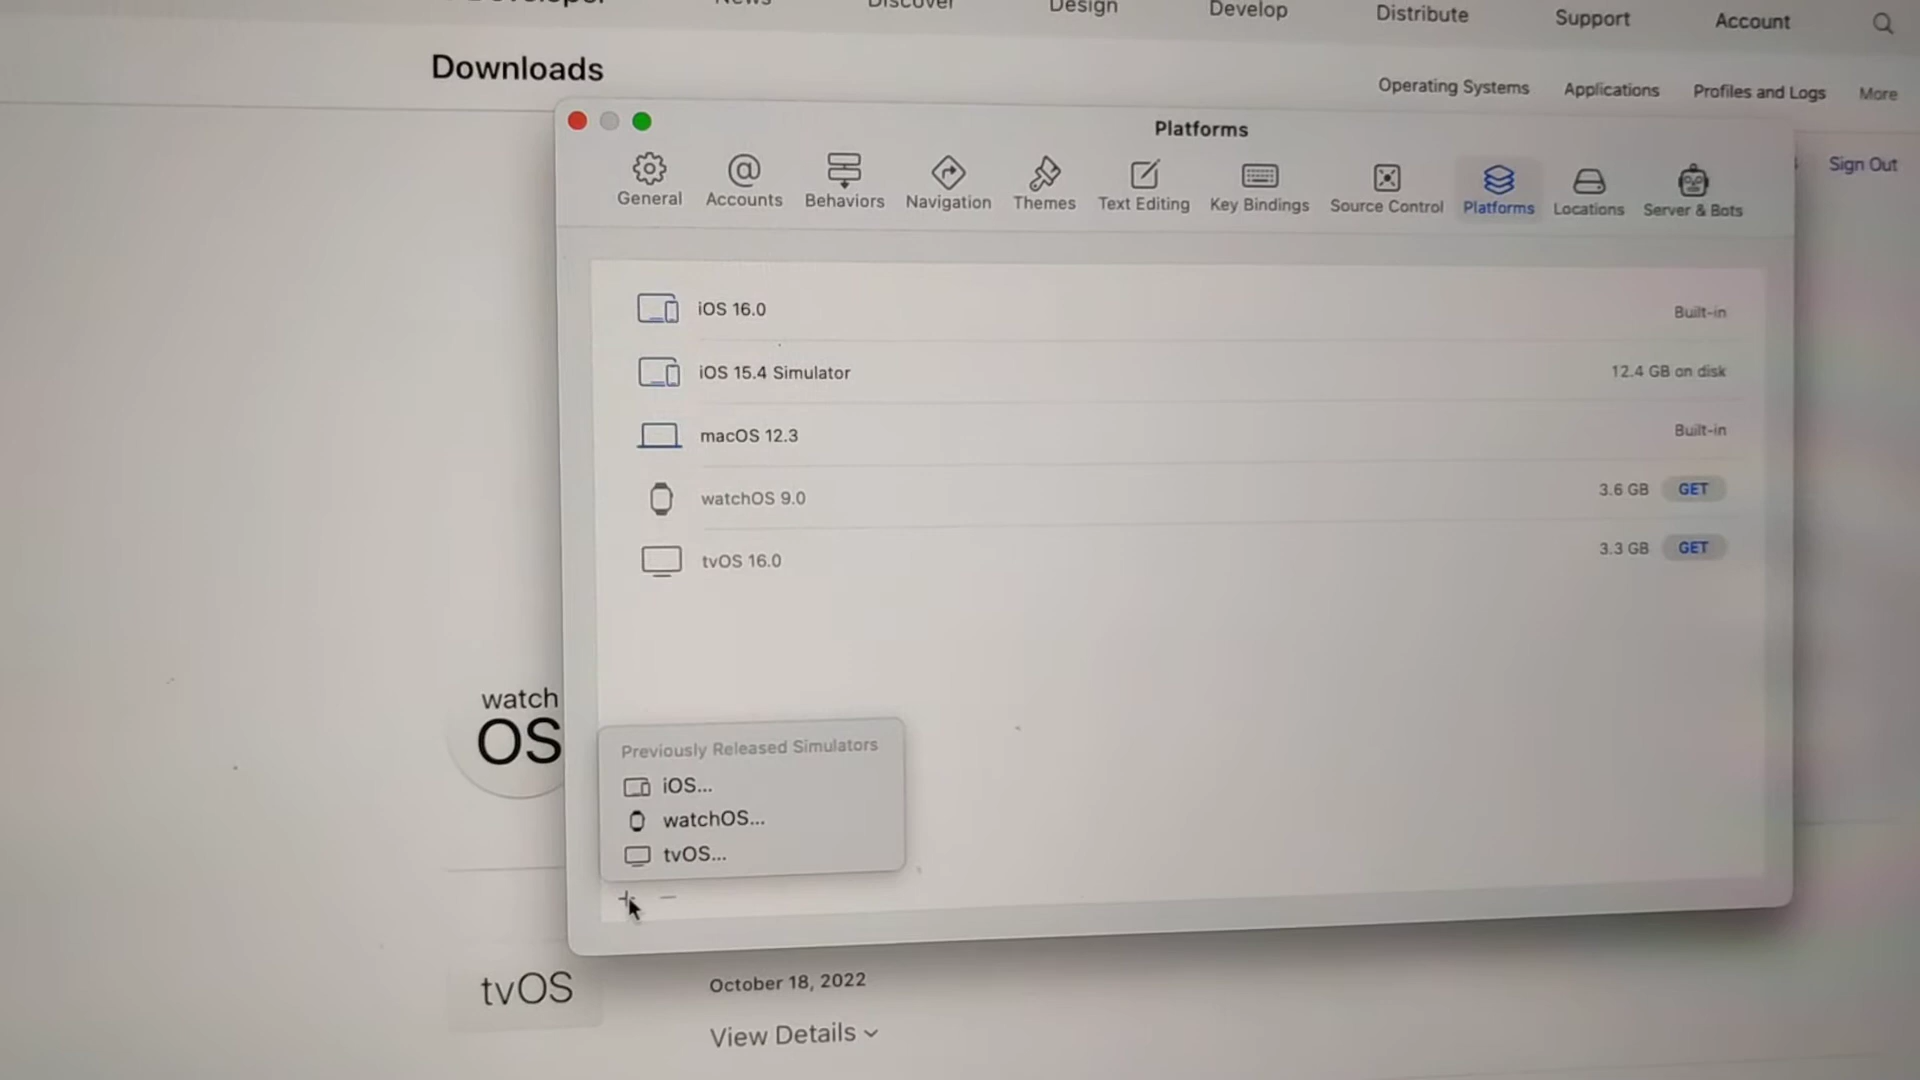 Developer
News
Discover
Design
Develop
Distribute
Support
Account
Downloads
Operating Systems
Applications
Profiles and Logs
More
Sign Out
Platforms
General
Accounts
Behaviors
Navigation
Themes
Text Editing
Key Bindings
Source Control
Platforms
Locations
Server & Bots
iOS 16.0
Built-in
iOS 15.4 Simulator
12.4 GB on disk
macOS 12.3
Built-in
watchOS 9.0
3.6 GB
GET
tvOS 16.0
3.3 GB
GET
watch
OS
Previously Released Simulators
iOS...
watchOS...
tvOS...
tvOS
October 18, 2022
View Details